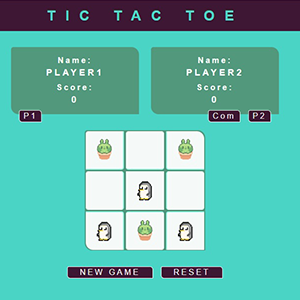 TIC TAC TOE
Name:
PLAYER1
Score:
0
P1
Name:
PLAYER2
Score:
0
Com
P2
NEW GAME
RESET